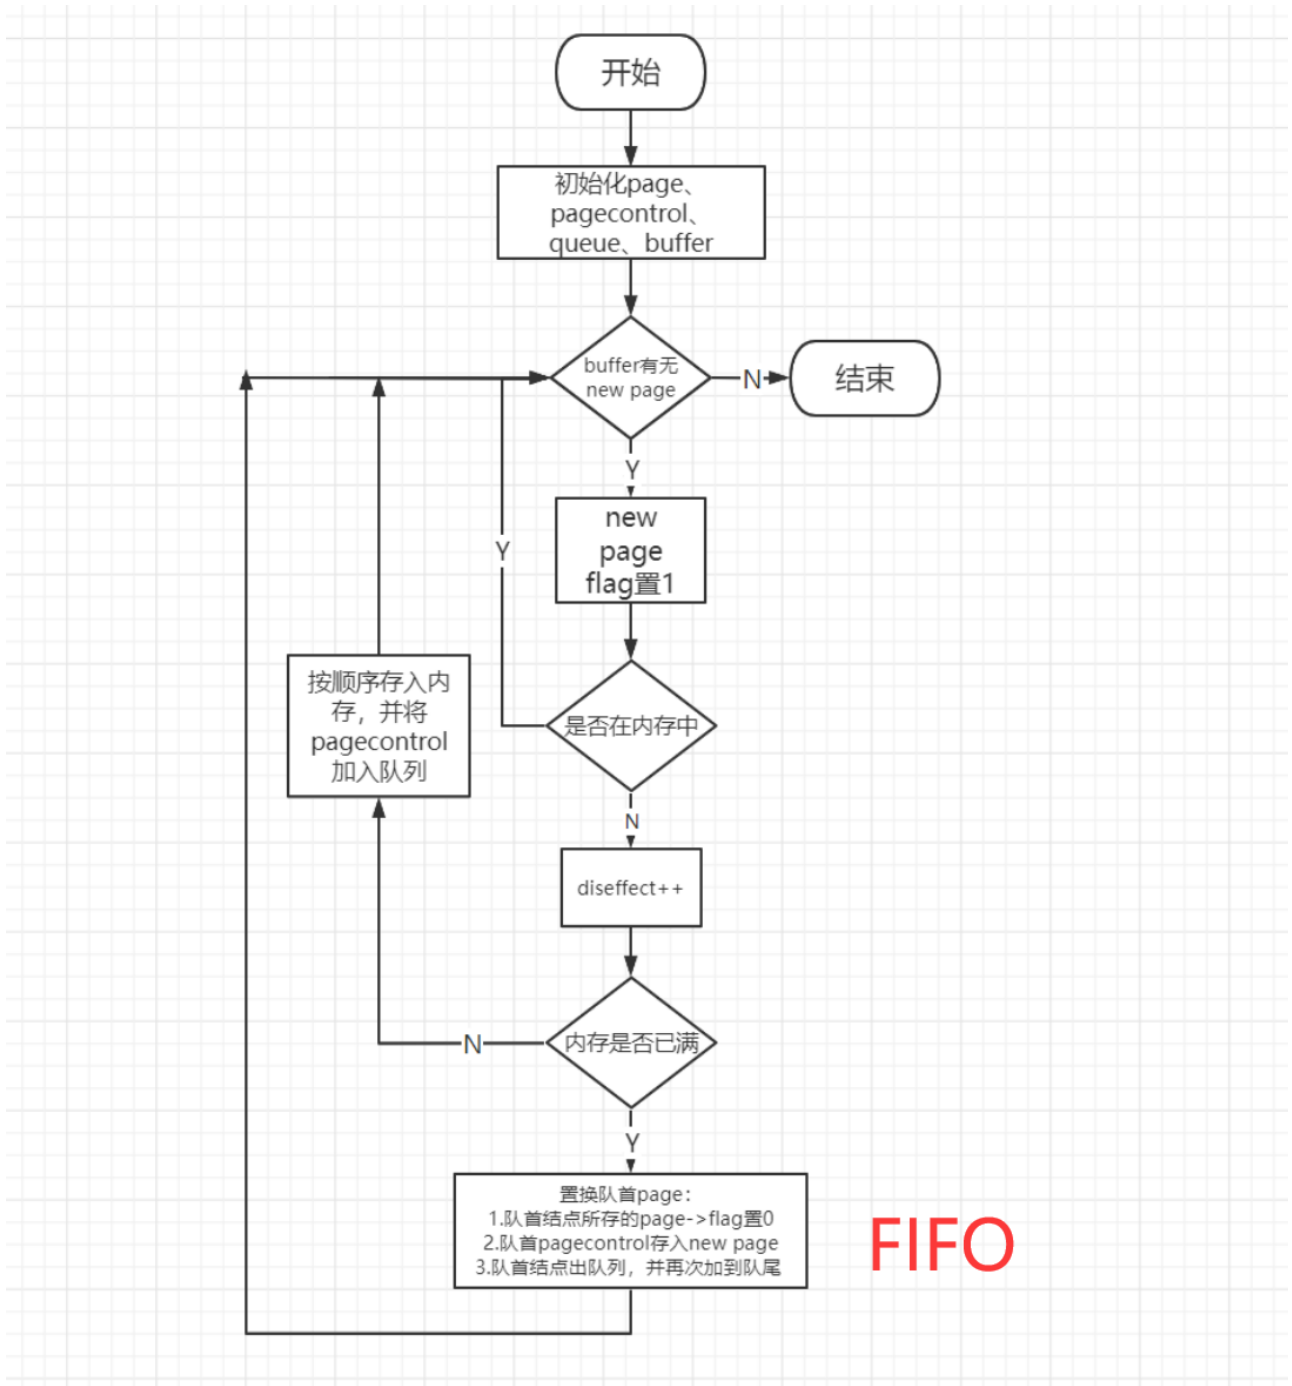 开始
初始化page、
pagecontrol、
queue、buffer
buffer有无
new page
N
结束
Y
new
page
flag置1
Y
按顺序存入内
存，并将
pagecontrol
加入队列
是否在内存中
N
diseffect++
内存是否已满
N
Y
置换队首page：
1.队首结点所存的page->flag置0
2.队首pagecontrol存入new page
3.队首结点出队列，并再次加到队尾
FIFO